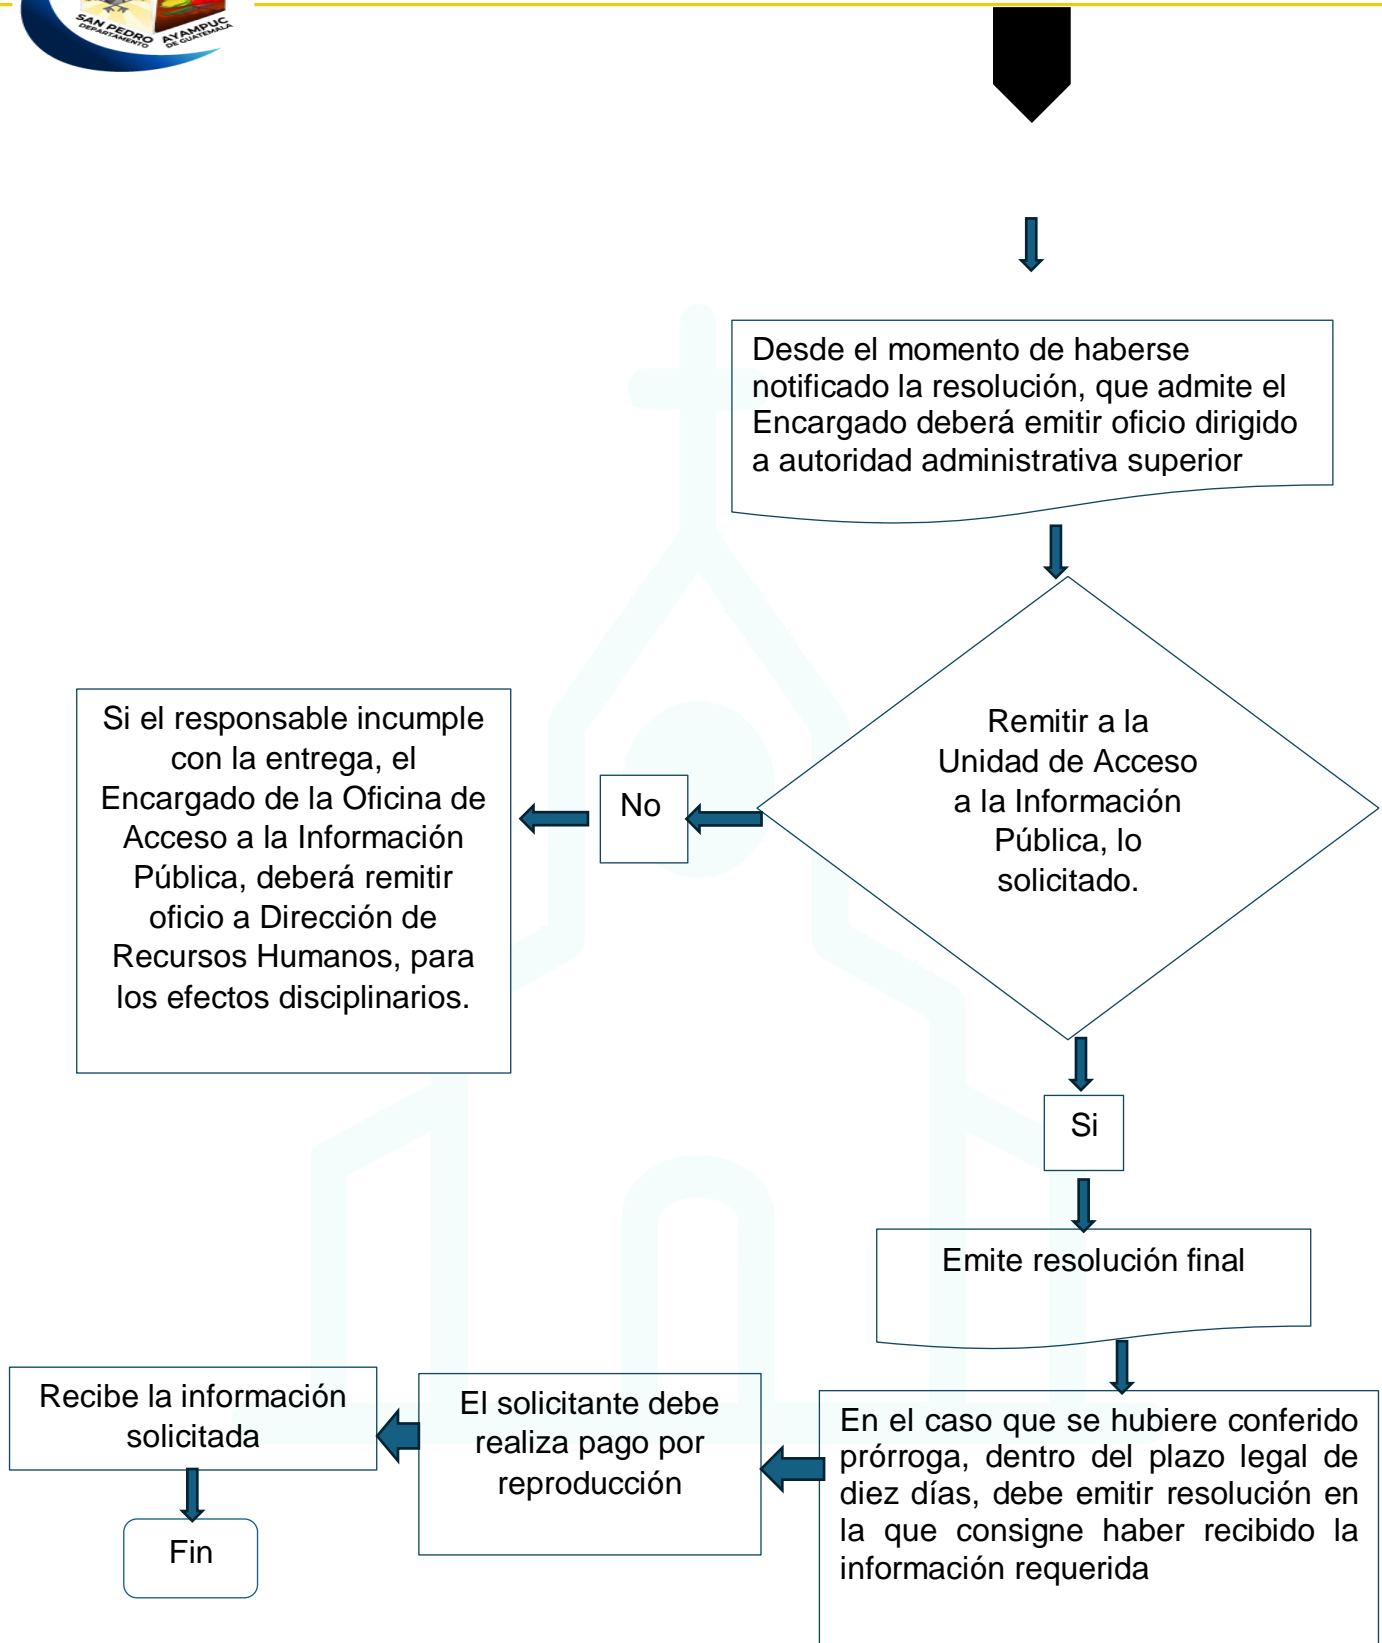 SAN PEDRO AYAMPUC
DEPARTAMENTO DE GUATEMALA
Desde el momento de haberse
notificado la resolución, que admite el
Encargado deberá emitir oficio dirigido
a autoridad administrativa superior
Remitir a la
Unidad de Acceso
a la Información
Pública, lo
solicitado.
No
Si el responsable incumple
con la entrega, el
Encargado de la Oficina de
Acceso a la Información
Pública, deberá remitir
oficio a Dirección de
Recursos Humanos, para
los efectos disciplinarios.
Si
Emite resolución final
En el caso que se hubiere conferido
prórroga, dentro del plazo legal de
diez días, debe emitir resolución en
la que consigne haber recibido la
información requerida
El solicitante debe
realiza pago por
reproducción
Recibe la información
solicitada
Fin